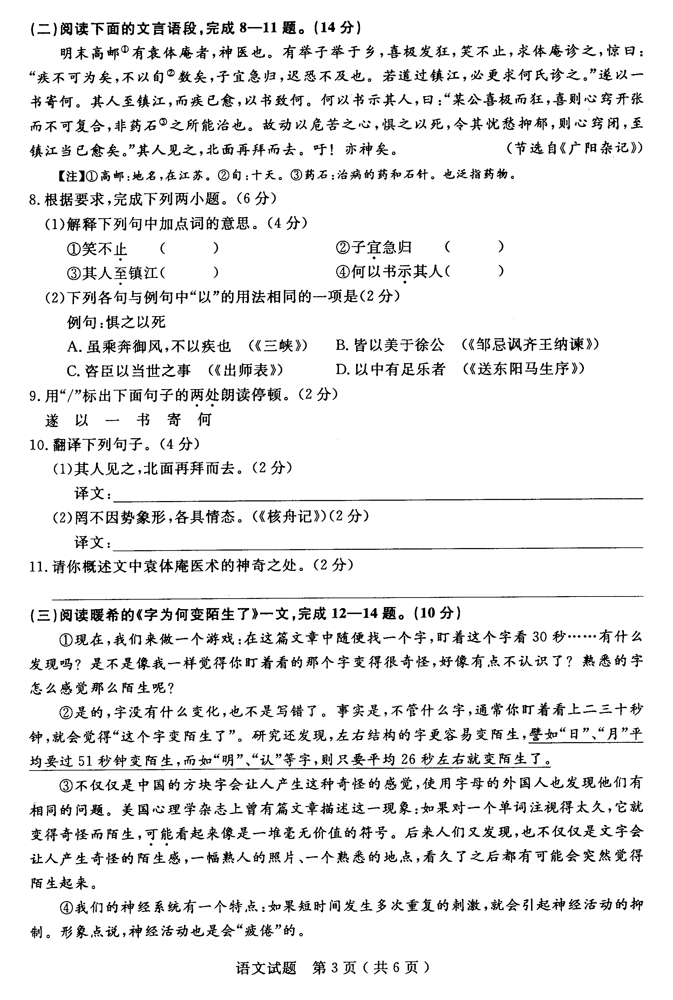 (二)阅读下面的文言语段,完成 8—11 题。(14 分)
明末高邮①有袁体庵者,神医也。有举子举于乡,喜极发狂,笑不止,求体庵诊之,惊曰:
“疾不可为矣,不以旬②数矣,子宜急归,迟恐不及也。若道过镇江,必更求何氏诊之。”遂以一
书寄何。其人至镇江,而疾已愈,以书致何。何以书示其人,曰:“某公喜极而狂,喜则心窍开张
而不可复合,非药石③之所能治也。故动以危苦之心,惧之以死,令其忧愁抑郁,则心窍闭,至
镇江当已愈矣。”其人见之,北面再拜而去。吁!亦神矣。 (节选自《广阳杂记》)
【注】①高邮:地名,在江苏。②旬:十天。③药石:治病的药和石针。也泛指药物。
8. 根据要求,完成下列两小题。(6 分)
(1)解释下列句中加点词的意思。(4 分)
①笑不止 ( ) ②子宜急归 ( )
③其人至镇江( ) ④何以书示其人( )
(2)下列各句与例句中“以”的用法相同的一项是(2 分)
例句:惧之以死
A. 虽乘奔御风,不以疾也 (《三峡》) B. 皆以美于徐公 (《邹忌讽齐王纳谏》)
C. 咨臣以当世之事 (《出师表》) D. 以中有足乐者 (《送东阳马生序》)
9. 用“/”标出下面句子的两处朗读停顿。(2 分)
遂 以 一 书 寄 何
10. 翻译下列句子。(4 分)
(1)其人见之,北面再拜而去。(2 分)
译文:
(2)罔不因势象形,各具情态。(《核舟记》)(2 分)
译文:
11. 请你概述文中袁体庵医术的神奇之处。(2 分)
(三)阅读暖希的《字为何变陌生了》一文,完成 12—14 题。(10 分)
①现在,我们来做一个游戏:在这篇文章中随便找一个字,盯着这个字看 30 秒……有什么
发现吗?是不是像我一样觉得你盯着看的那个字变得很奇怪,好像有点不认识了?熟悉的字
怎么感觉那么陌生呢?
②是的,字没有什么变化,也不是写错了。事实是,不管什么字,通常你盯着看上二三十秒
钟,就会觉得“这个字变陌生了”。研究还发现,左右结构的字更容易变陌生,譬如“日”、“月”平
均要过 51 秒钟变陌生,而如“明”、“认”等字,则只要平均 26 秒左右就变陌生了。
③不仅仅是中国的方块字会让人产生这种奇怪的感觉,使用字母的外国人也发现他们有
相同的问题。美国心理学杂志上曾有篇文章描述这一现象:如果对一个单词注视得太久,它就
变得奇怪而陌生,可能看起来像是一堆毫无价值的符号。后来人们又发现,也不仅仅是文字会
让人产生奇怪的陌生感,一幅熟人的照片、一个熟悉的地点,看久了之后都有可能会突然觉得
陌生起来。
④我们的神经系统有一个特点:如果短时间发生多次重复的刺激,就会引起神经活动的抑
制。形象点说,神经活动也是会“疲倦”的。
语文试题 第 3 页 ( 共 6 页 )